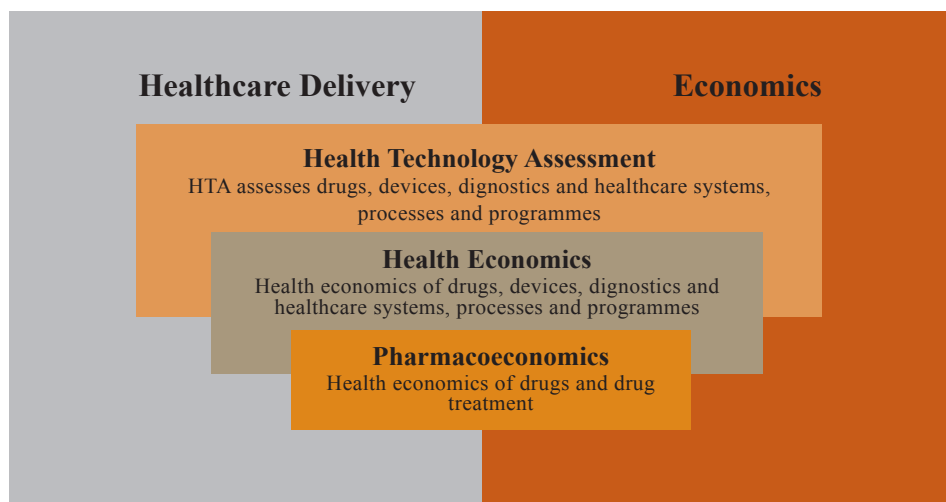 Healthcare Delivery
Economics
Health Technology Assessment
HTA assesses drugs, devices, dignostics and healthcare systems,
processes and programmes
Health Economics
Health economics of drugs, devices, dignostics and
healthcare systems, processes and programmes
Pharmacoeconomics
Health economics of drugs and drug
treatment